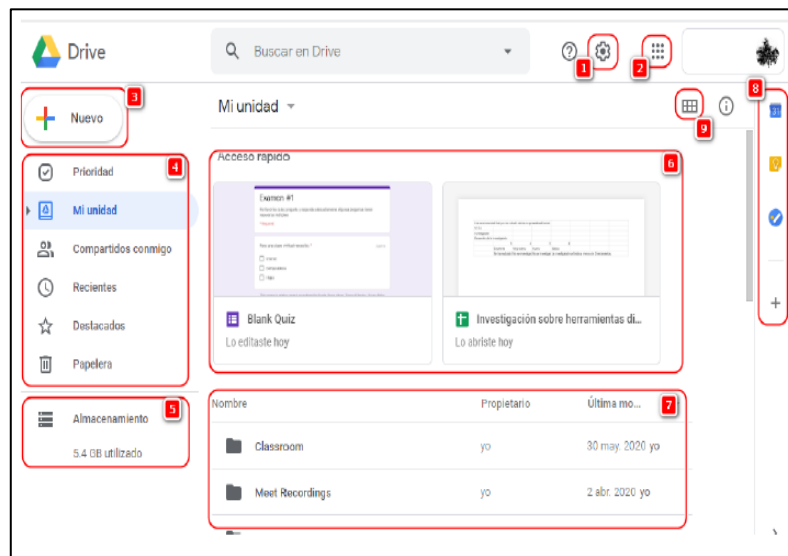 Drive
Buscar en Drive
1
2
3
8
Nuevo
Mi unidad
9
4
Prioridad
Mi unidad
Compartidos conmigo
Recientes
Destacados
Papelera
5
Almacenamiento
5.4 GB utilizado
Acceso rápido
6
Examen #1
Blank Quiz
Lo editaste hoy
Investigación sobre herramientas di...
Lo abriste hoy
Nombre Propietario Última mo... 7
Classroom yo 30 may. 2020 yo
Meet Recordings yo 2 abr. 2020 yo